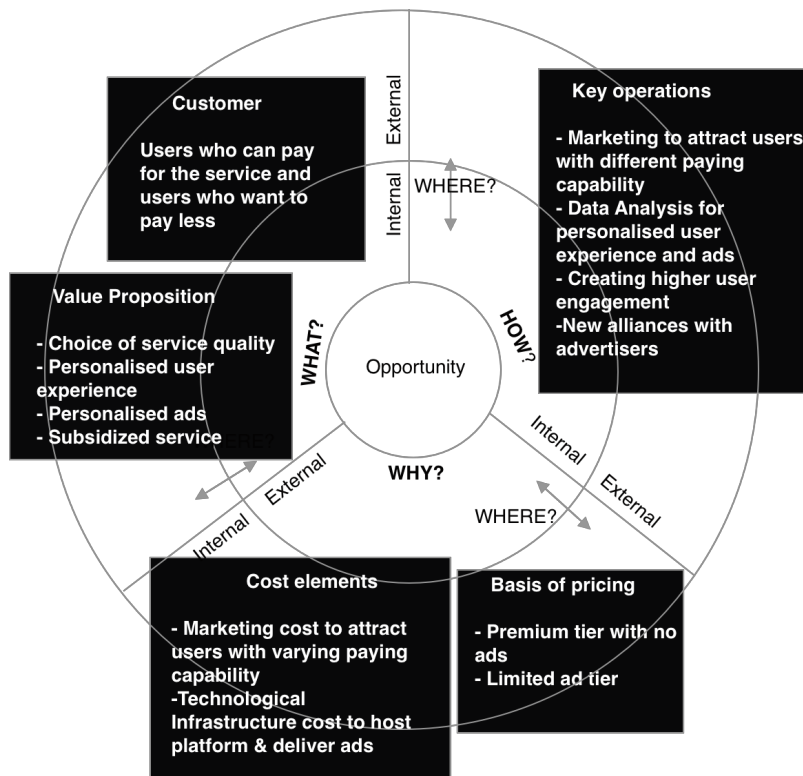 Customer
Users who can pay
for the service and
users who want to
pay less
External
Internal
WHERE?
Key operations
- Marketing to attract users
with different paying
capability
- Data Analysis for
personalised user
experience and ads
- Creating higher user
engagement
-New alliances with
advertisers
Value Proposition
- Choice of service quality
- Personalised user
experience
- Personalised ads
- Subsidized service
WHERE?
WHAT?
Opportunity
HOW?
WHY?
Internal
External
WHERE?
External
Internal
Cost elements
- Marketing cost to attract
users with varying paying
capability
-Technological
Infrastructure cost to host
platform & deliver ads
Basis of pricing
- Premium tier with no
ads
- Limited ad tier